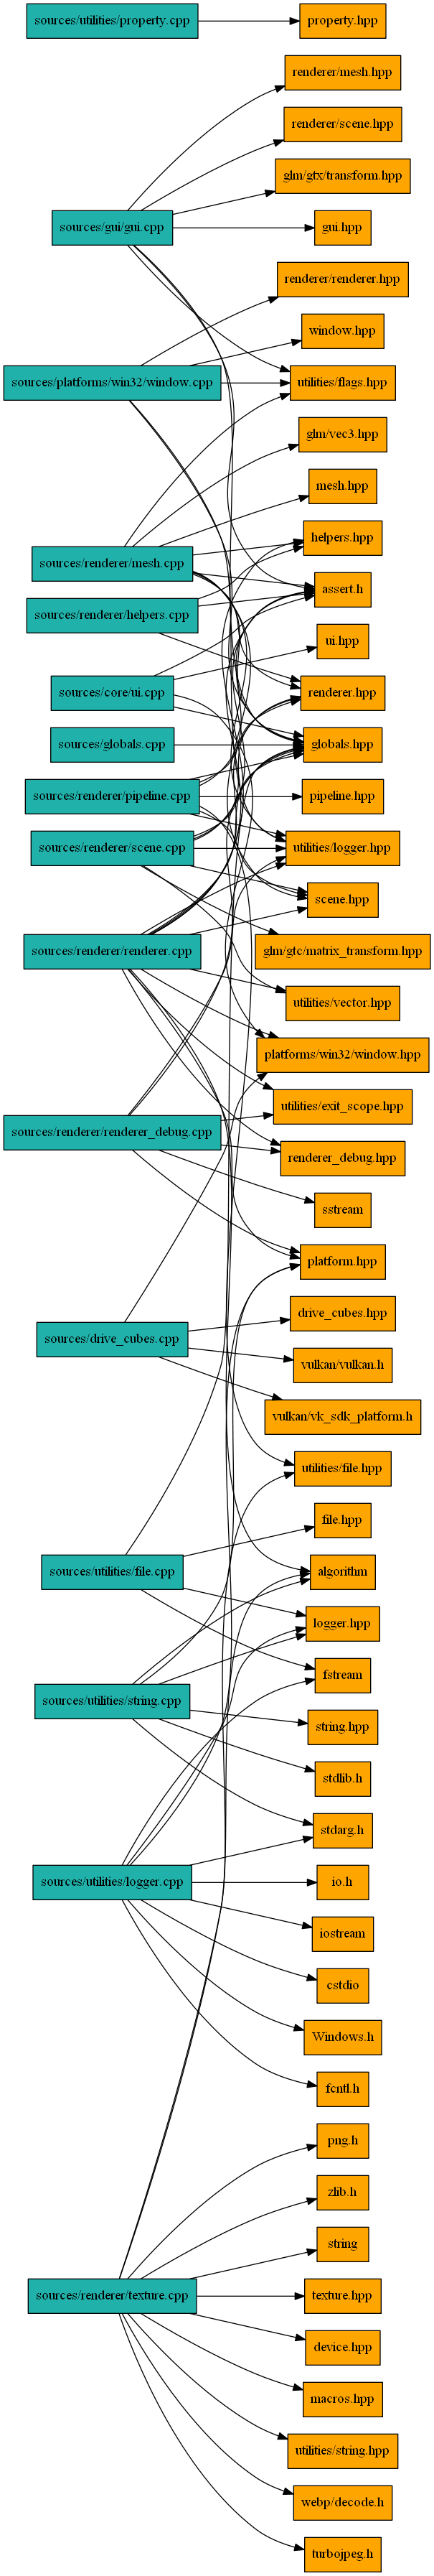 sources/utilities/property.cpp
property.hpp
renderer/mesh.hpp
renderer/scene.hpp
glm/gtx/transform.hpp
sources/gui/gui.cpp
gui.hpp
renderer/renderer.hpp
window.hpp
sources/platforms/win32/window.cpp
utilities/flags.hpp
glm/vec3.hpp
mesh.hpp
helpers.hpp
sources/renderer/mesh.cpp
assert.h
sources/renderer/helpers.cpp
ui.hpp
sources/core/ui.cpp
renderer.hpp
sources/globals.cpp
globals.hpp
sources/renderer/pipeline.cpp
pipeline.hpp
sources/renderer/scene.cpp
utilities/logger.hpp
scene.hpp
sources/renderer/renderer.cpp
glm/gtc/matrix_transform.hpp
utilities/vector.hpp
platforms/win32/window.hpp
utilities/exit_scope.hpp
sources/renderer/renderer_debug.cpp
renderer_debug.hpp
sstream
platform.hpp
drive_cubes.hpp
sources/drive_cubes.cpp
vulkan/vulkan.h
vulkan/vk_sdk_platform.h
utilities/file.hpp
file.hpp
sources/utilities/file.cpp
algorithm
logger.hpp
fstream
sources/utilities/string.cpp
string.hpp
stdlib.h
stdarg.h
sources/utilities/logger.cpp
io.h
iostream
cstdio
Windows.h
fcntl.h
png.h
zlib.h
string
sources/renderer/texture.cpp
texture.hpp
device.hpp
macros.hpp
utilities/string.hpp
webp/decode.h
turbojpeg.h